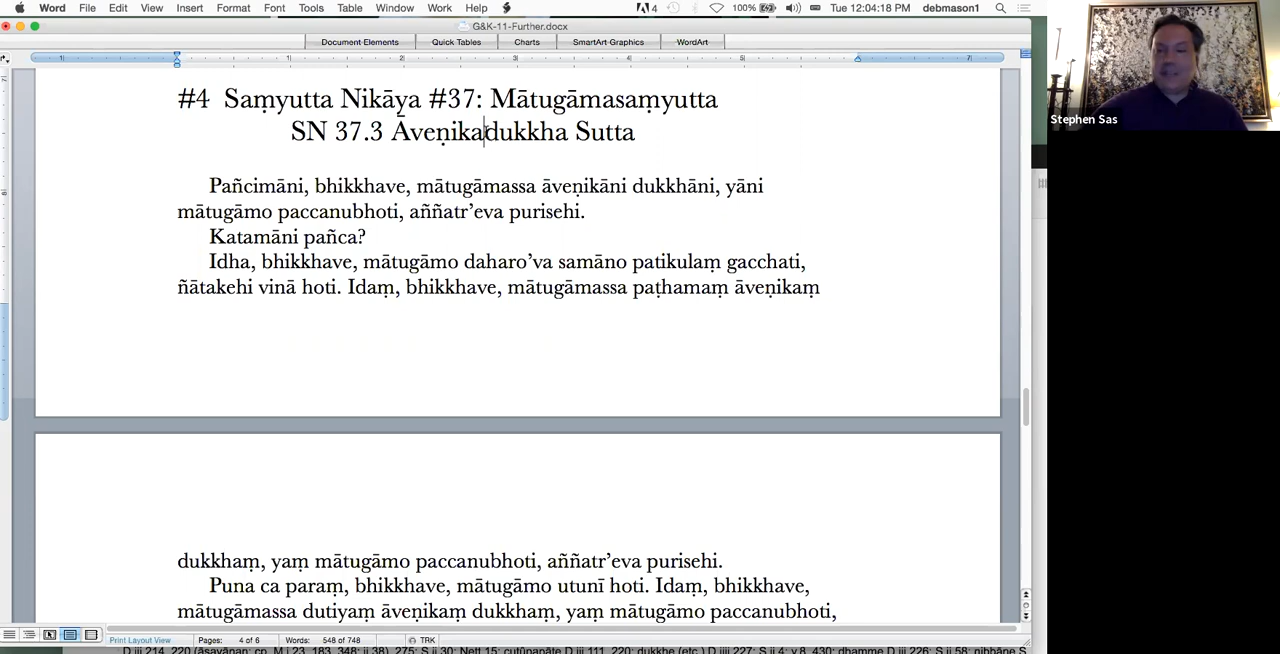 Word File Edit View Insert Format Font Tools Table Window Work Help 4 100% Tue 12:04:18 PM debmason1
G&K-11-Further.docx
Document Elements Quick Tables Charts SmartArt Graphics WordArt
#4 Saṃyutta Nikāya #37: Mātugāmasaṃyutta
SN 37.3 Āveṇikadukkha Sutta
Pañcimāni, bhikkhave, mātugāmassa āveṇikāni dukkhāni, yāni
mātugāmo paccanubhoti, aññatr’eva purisehi.
Katamāni pañca?
Idha, bhikkhave, mātugāmo daharo’va samāno patikulaṃ gacchati,
ñātakehi vinā hoti. Idaṃ, bhikkhave, mātugāmassa paṭhamaṃ āveṇikaṃ
dukkhaṃ, yaṃ mātugāmo paccanubhoti, aññatr’eva purisehi.
Puna ca paraṃ, bhikkhave, mātugāmo utunī hoti. Idaṃ, bhikkhave,
mātugāmassa dutiyaṃ āveṇikaṃ dukkhaṃ, yaṃ mātugāmo paccanubhoti,
Print Layout View Pages: 4 of 6 Words: 548 of 748 TRK
Stephen Sas